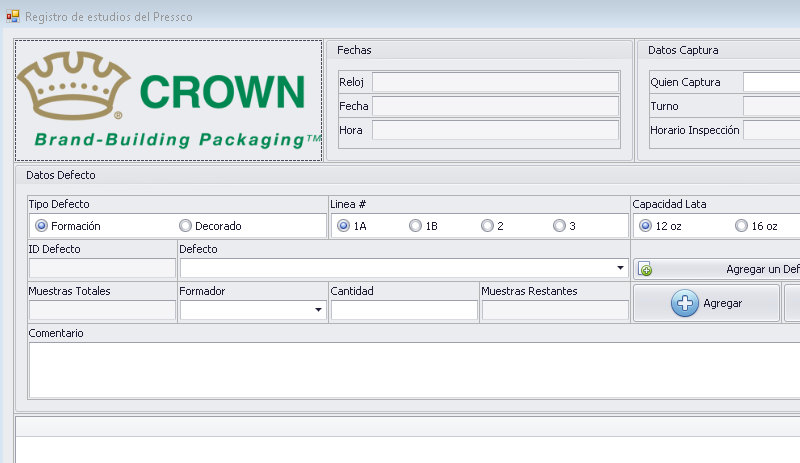 Registro de estudios del Pressco
CROWN
®
Brand-Building Packaging™
Fechas
Reloj
Fecha
Hora
Datos Captura
Quien Captura
Turno
Horario Inspección
Datos Defecto
Tipo Defecto
Formación Decorado
Linea #
1A 1B 2 3
Capacidad Lata
12 oz 16 oz
ID Defecto
Defecto
Agregar un Def
Muestras Totales
Formador
Cantidad
Muestras Restantes
Agregar
Comentario